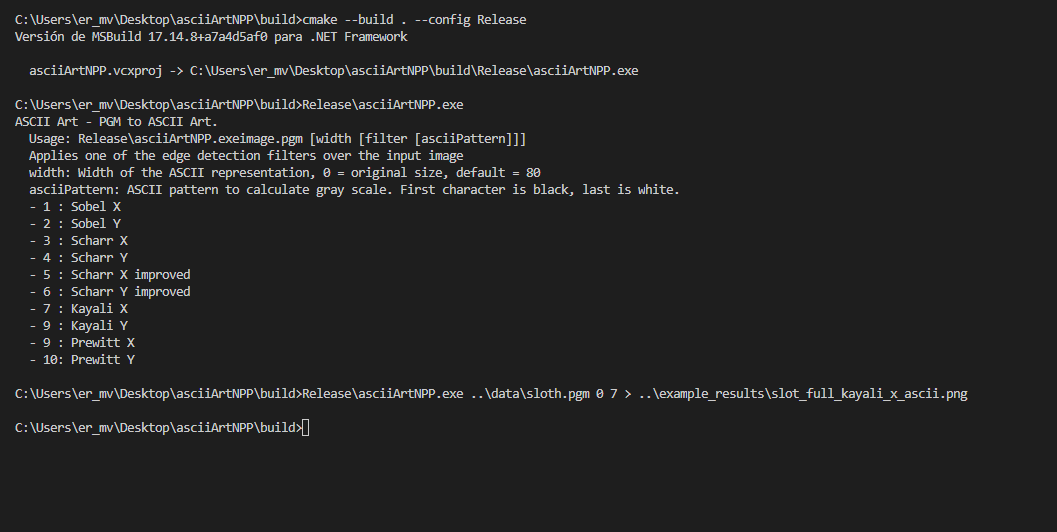 C:\Users\er_mv\Desktop\asciiArtNPP\build>cmake --build . --config Release
Versión de MSBuild 17.14.8+a7a4d5af0 para .NET Framework
asciiArtNPP.vcxproj -> C:\Users\er_mv\Desktop\asciiArtNPP\build\Release\asciiArtNPP.exe
C:\Users\er_mv\Desktop\asciiArtNPP\build>Release\asciiArtNPP.exe
ASCII Art - PGM to ASCII Art.
Usage: Release\asciiArtNPP.exeimage.pgm [width [filter [asciiPattern]]]
Applies one of the edge detection filters over the input image
width: Width of the ASCII representation, 0 = original size, default = 80
asciiPattern: ASCII pattern to calculate gray scale. First character is black, last is white.
- 1 : Sobel X
- 2 : Sobel Y
- 3 : Scharr X
- 4 : Scharr Y
- 5 : Scharr X improved
- 6 : Scharr Y improved
- 7 : Kayali X
- 9 : Kayali Y
- 9 : Prewitt X
- 10: Prewitt Y
C:\Users\er_mv\Desktop\asciiArtNPP\build>Release\asciiArtNPP.exe ..\data\sloth.pgm 0 7 > ..\example_results\slot_full_kayali_x_ascii.png
C:\Users\er_mv\Desktop\asciiArtNPP\build>